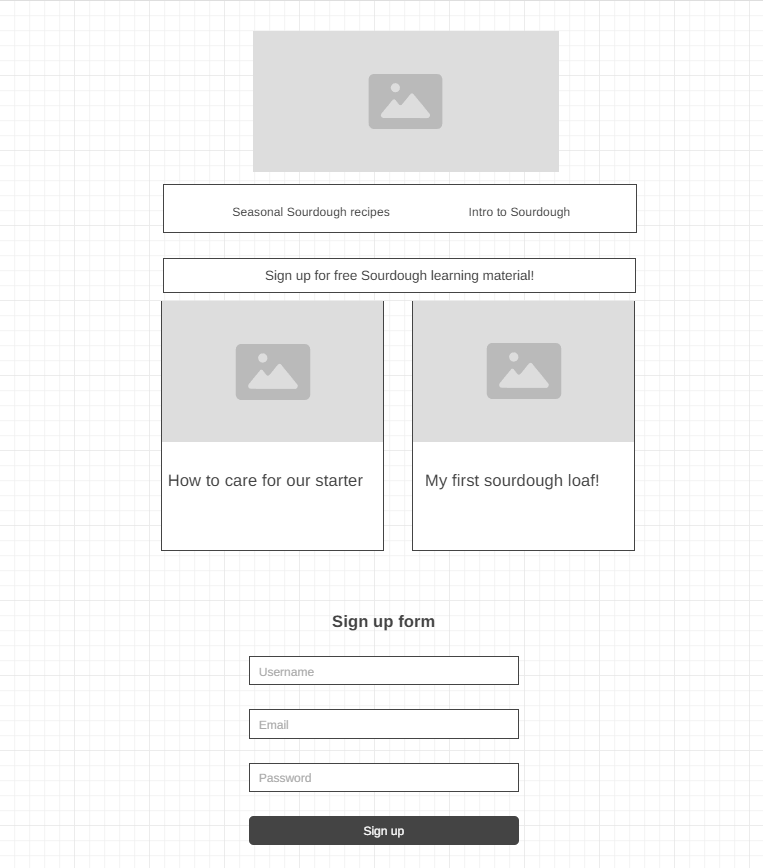 Seasonal Sourdough recipes
Intro to Sourdough
Sign up for free Sourdough learning material!
How to care for our starter
My first sourdough loaf!
Sign up form
Username
Email
Password
Sign up